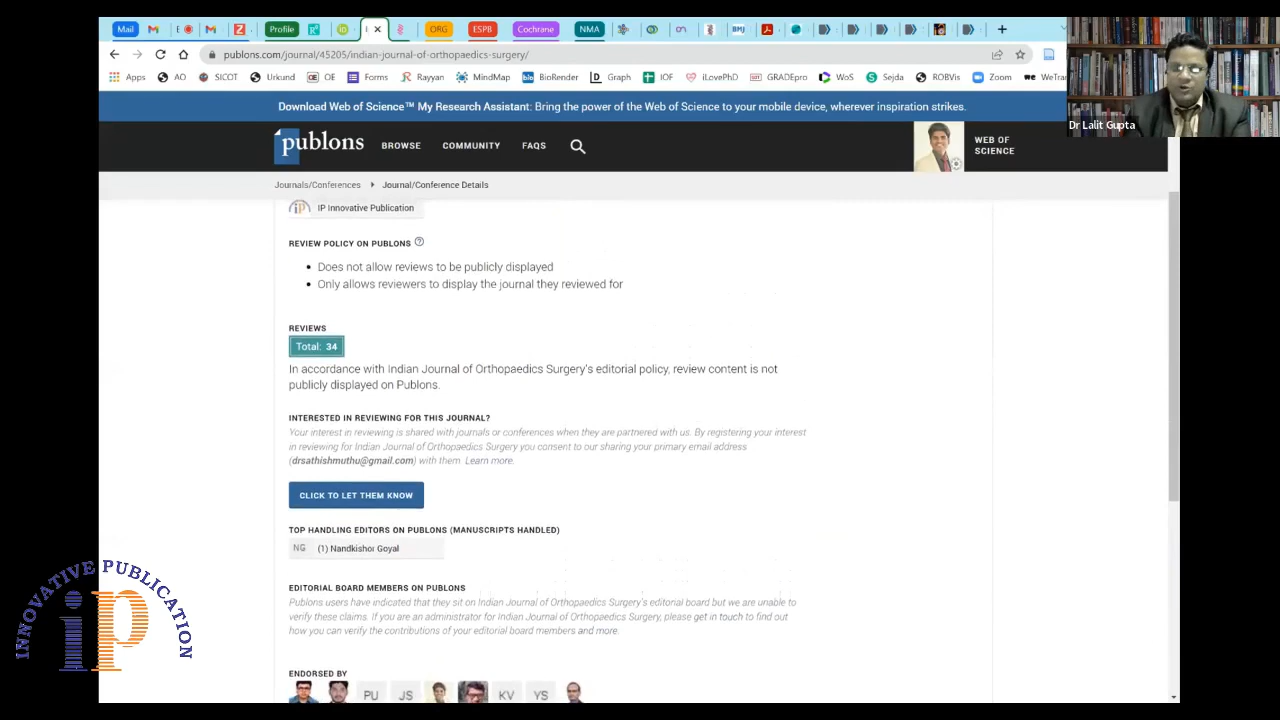 Mail
Profile
ORG
ESPB
Cochrane
NMA
BMJ
publons.com/journal/45205/indian-journal-of-orthopaedics-surgery/
Apps AO SICOT Urkund OE Forms Rayyan MindMap BioRender Graph IOF iLovePhD GRADEpro WoS Sejda ROBVis Zoom WeTra
Dr Lalit Gupta
Download Web of Science™ My Research Assistant: Bring the power of the Web of Science to your mobile device, wherever inspiration strikes.
publons BROWSE COMMUNITY FAQS
WEB OF
SCIENCE
Journals/Conferences Journal/Conference Details
ip IP Innovative Publication
REVIEW POLICY ON PUBLONS ?
Does not allow reviews to be publicly displayed
Only allows reviewers to display the journal they reviewed for
REVIEWS
Total: 34
In accordance with Indian Journal of Orthopaedics Surgery's editorial policy, review content is not
publicly displayed on Publons.
INTERESTED IN REVIEWING FOR THIS JOURNAL?
Your interest in reviewing is shared with journals or conferences when they are partnered with us. By registering your interest
in reviewing for Indian Journal of Orthopaedics Surgery you consent to our sharing your primary email address
(drsathishmuthu@gmail.com) with them. Learn more.
CLICK TO LET THEM KNOW
TOP HANDLING EDITORS ON PUBLONS (MANUSCRIPTS HANDLED)
NG (1) Nandkishor Goyal
EDITORIAL BOARD MEMBERS ON PUBLONS
Publons users have indicated that they sit on Indian Journal of Orthopaedics Surgery's editorial board but we are unable to
verify these claims. If you are an administrator for Indian Journal of Orthopaedics Surgery, please get in touch to find out
how you can verify the contributions of your editorial board members and more.
ENDORSED BY
PU JS KV YS
INNOVATIVE PUBLICATION
ip